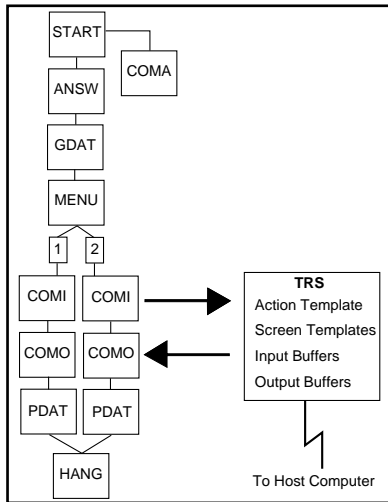 START
COMA
ANSW
GDAT
MENU
1 2
COMI COMI
COMO COMO
PDAT PDAT
HANG
TRS
Action Template
Screen Templates
Input Buffers
Output Buffers
To Host Computer